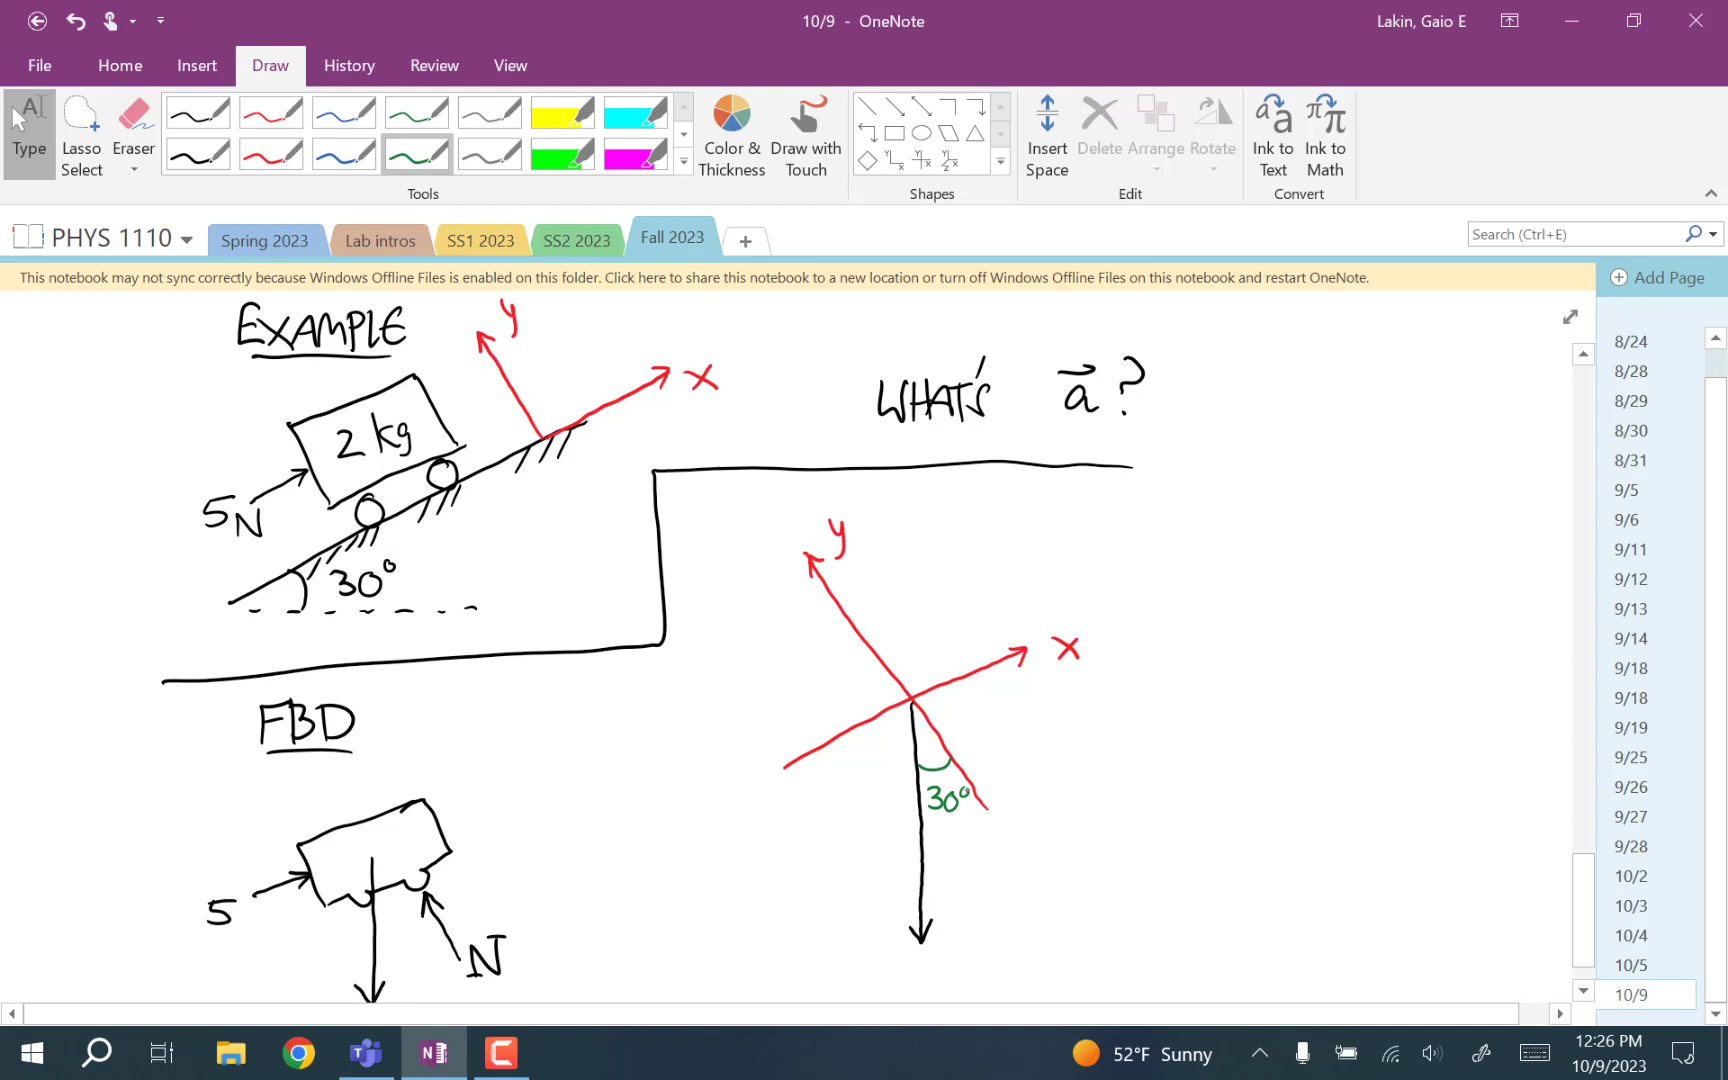 10/9 - OneNote
Lakin, Gaio E
File Home Insert Draw History Review View
Type
Lasso Select
Eraser
Color & Thickness
Draw with Touch
Insert Space
Delete
Arrange
Rotate
Ink to Text
Ink to Math
Tools
Shapes
Edit
Convert
PHYS 1110
Spring 2023
Lab intros
SS1 2023
SS2 2023
Fall 2023
Search (Ctrl+E)
This notebook may not sync correctly because Windows Offline Files is enabled on this folder. Click here to share this notebook to a new location or turn off Windows Offline Files on this notebook and restart OneNote.
Add Page
8/24
8/28
8/29
8/30
8/31
9/5
9/6
9/11
9/12
9/13
9/14
9/18
9/18
9/19
9/25
9/26
9/27
9/28
10/2
10/3
10/4
10/5
10/9
EXAMPLE
y
x
2 kg
5N
30°
WHAT'S a⃗?
y
x
30°
FBD
5
N
52°F Sunny
12:26 PM
10/9/2023